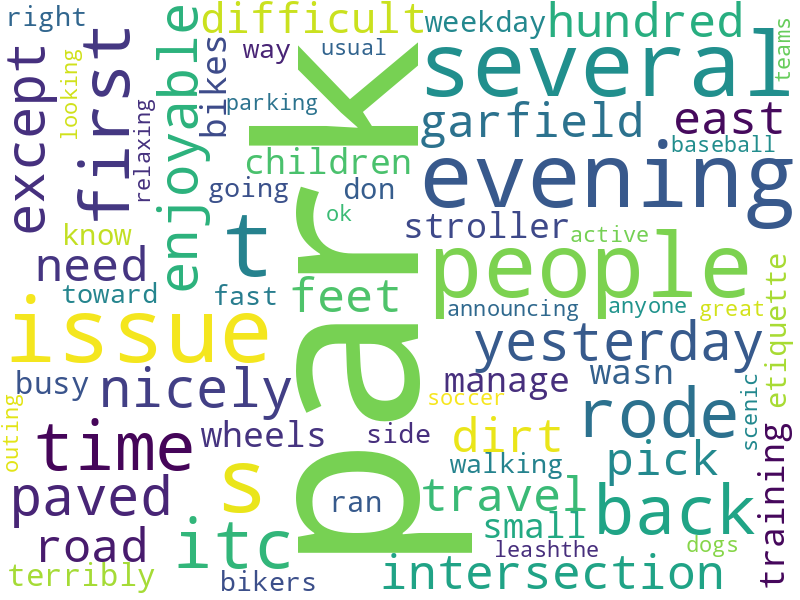 right
way
usual
difficult
weekday
hundred
teams
looking
except
first
relaxing
enjoyable
bikes
parking
park
several
garfield
east
baseball
children
going
don
ok
evening
know
need
t
stroller
active
people
toward
fast
feet
announcing
anyone
great
etiquette
issue
yesterday
busy
nicely
manage
wasn
soccer
scenic
rode
outing
time
wheels
side
dirt
walking
pick
training
paved
s
ran
travel
back
road
itc
small
leashthe
dogs
terribly
bikers
intersection